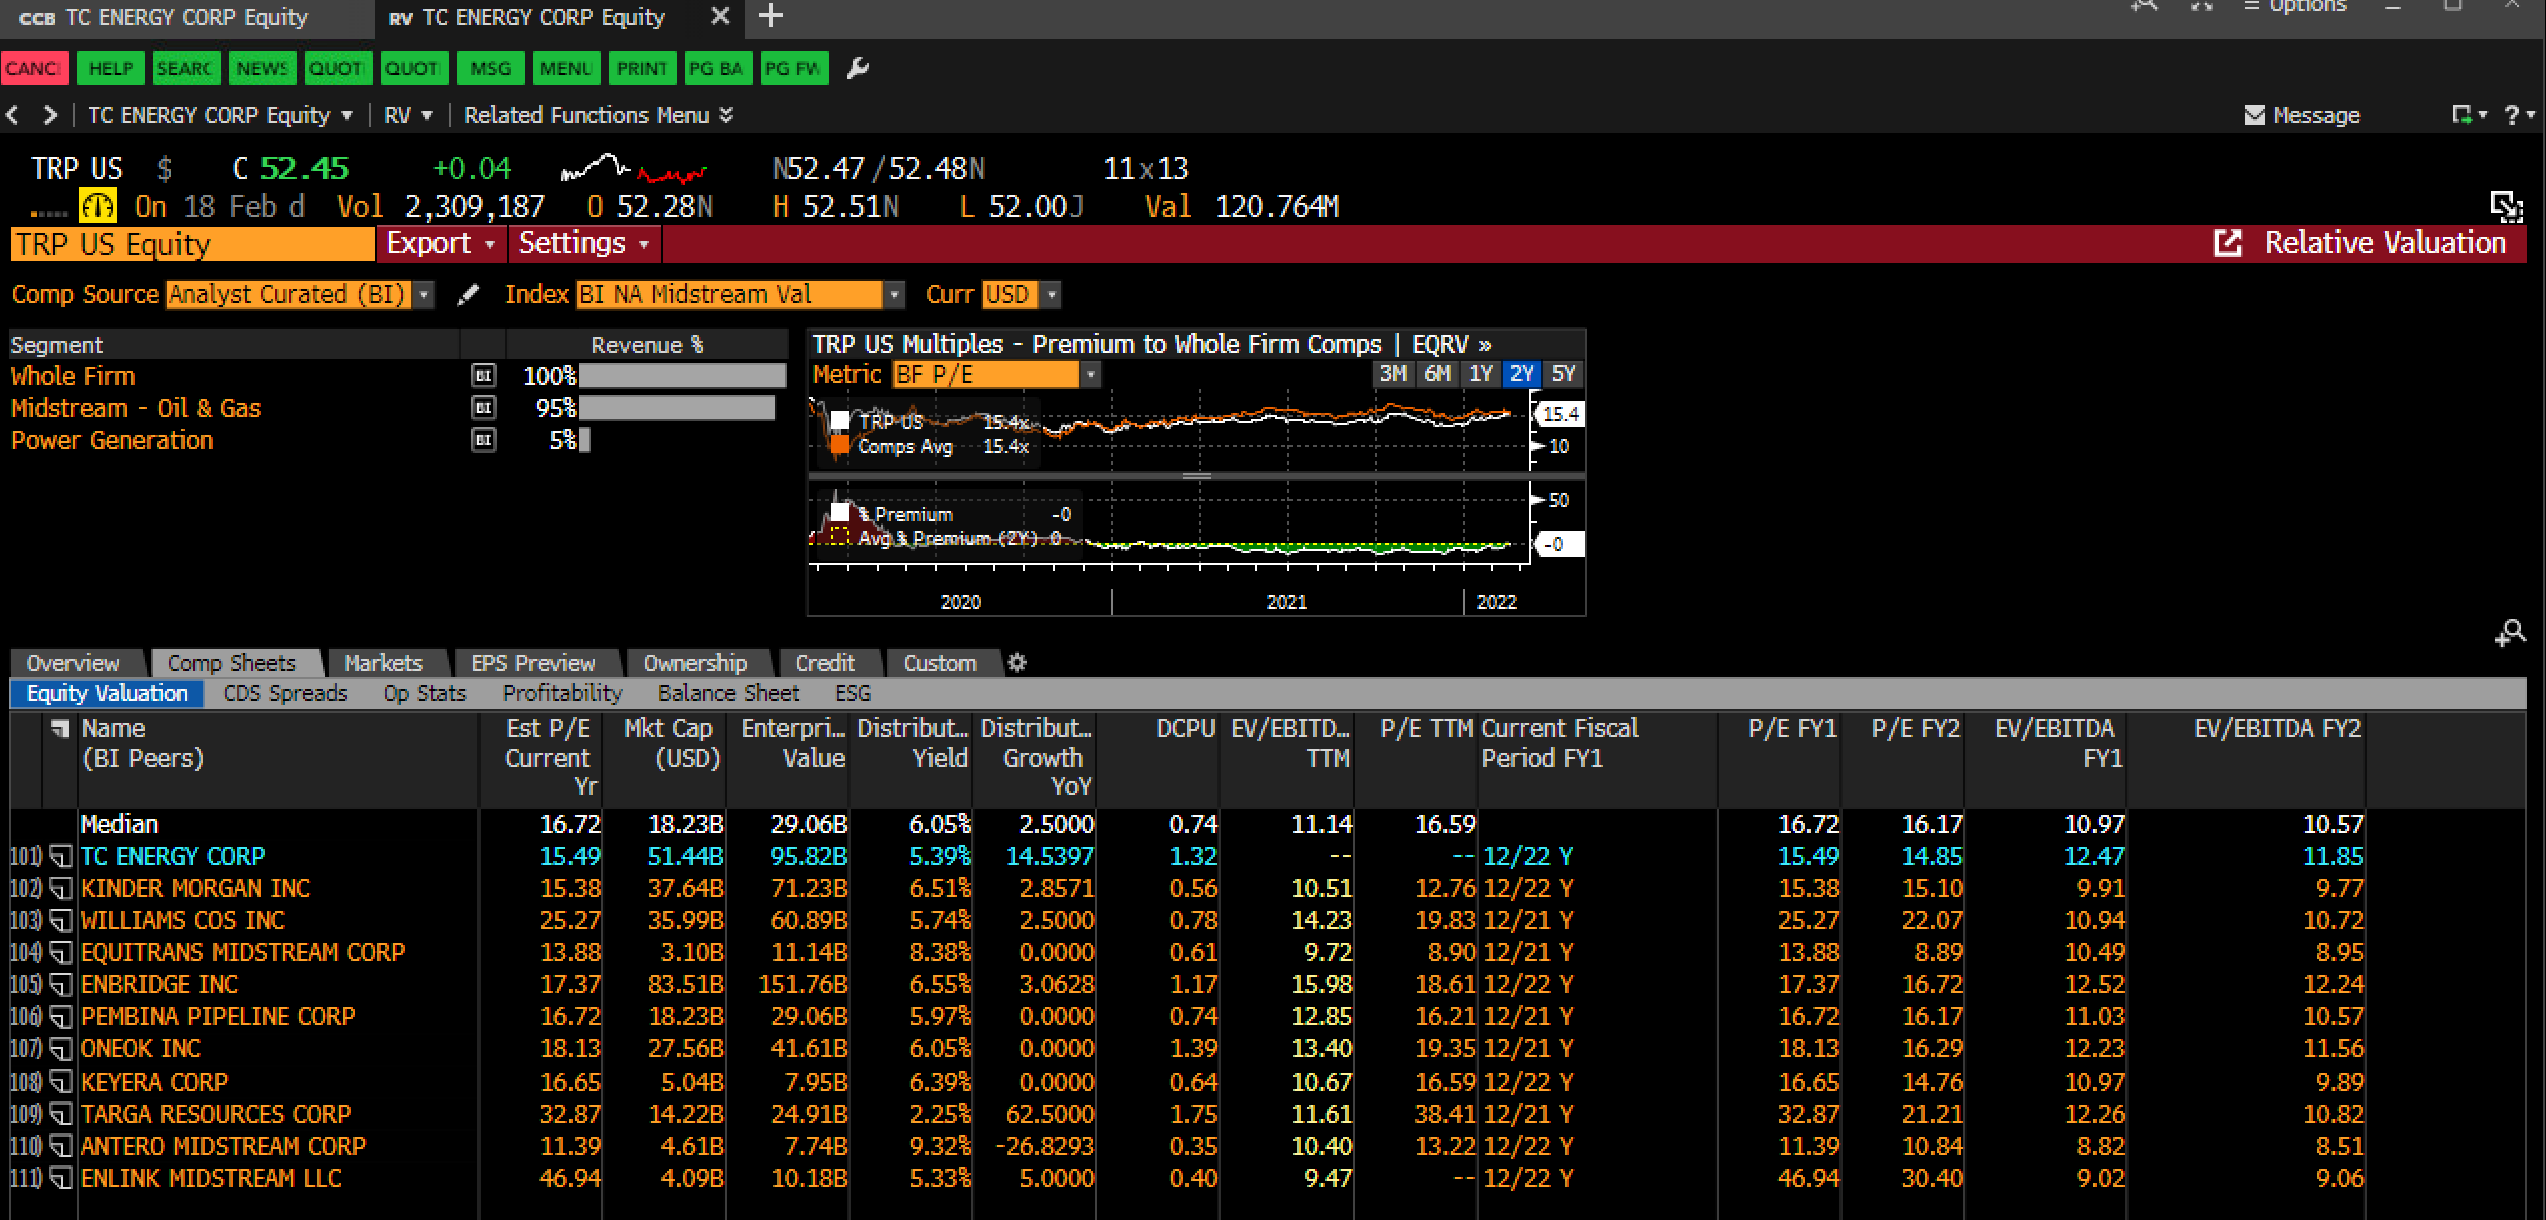 CCB TC ENERGY CORP Equity RV TC ENERGY CORP Equity Options
CANC HELP SEARC NEWS QUOT QUOT MSG MENU PRINT PG BA PG FW
TC ENERGY CORP Equity RV Related Functions Menu Message ?
TRP US $ C 52.45 +0.04 N52.47 /52.48N 11x13
On 18 Feb d Vol 2,309,187 O 52.28N H 52.51N L 52.00J Val 120.764M
TRP US Equity Export Settings Relative Valuation
Comp Source Analyst Curated (BI) Index BI NA Midstream Val Curr USD
Segment Revenue %
Whole Firm BI 100%
Midstream - Oil & Gas BI 95%
Power Generation BI 5%
TRP US Multiples - Premium to Whole Firm Comps | EQRV »
Metric BF P/E 3M 6M 1Y 2Y 5Y
TRP US 15.4x 15.4
Comps Avg 15.4x 10
50
% Premium -0
Avg % Premium (2Y) 0 -0
2020 2021 2022
Overview Comp Sheets Markets EPS Preview Ownership Credit Custom
Equity Valuation CDS Spreads Op Stats Profitability Balance Sheet ESG
Name Est P/E Mkt Cap Enterpri... Distribut... Distribut... DCPU EV/EBITD... P/E TTM Current Fiscal P/E FY1 P/E FY2 EV/EBITDA EV/EBITDA FY2
(BI Peers) Current (USD) Value Yield Growth TTM Period FY1 FY1
Yr YoY
Median 16.72 18.23B 29.06B 6.05% 2.5000 0.74 11.14 16.59 16.72 16.17 10.97 10.57
101) TC ENERGY CORP 15.49 51.44B 95.82B 5.39% 14.5397 1.32 -- -- 12/22 Y 15.49 14.85 12.47 11.85
102) KINDER MORGAN INC 15.38 37.64B 71.23B 6.51% 2.8571 0.56 10.51 12.76 12/22 Y 15.38 15.10 9.91 9.77
103) WILLIAMS COS INC 25.27 35.99B 60.89B 5.74% 2.5000 0.78 14.23 19.83 12/21 Y 25.27 22.07 10.94 10.72
104) EQUITRANS MIDSTREAM CORP 13.88 3.10B 11.14B 8.38% 0.0000 0.61 9.72 8.90 12/21 Y 13.88 8.89 10.49 8.95
105) ENBRIDGE INC 17.37 83.51B 151.76B 6.55% 3.0628 1.17 15.98 18.61 12/22 Y 17.37 16.72 12.52 12.24
106) PEMBINA PIPELINE CORP 16.72 18.23B 29.06B 5.97% 0.0000 0.74 12.85 16.21 12/21 Y 16.72 16.17 11.03 10.57
107) ONEOK INC 18.13 27.56B 41.61B 6.05% 0.0000 1.39 13.40 19.35 12/21 Y 18.13 16.29 12.23 11.56
108) KEYERA CORP 16.65 5.04B 7.95B 6.39% 0.0000 0.64 10.67 16.59 12/22 Y 16.65 14.76 10.97 9.89
109) TARGA RESOURCES CORP 32.87 14.22B 24.91B 2.25% 62.5000 1.75 11.61 38.41 12/21 Y 32.87 21.21 12.26 10.82
110) ANTERO MIDSTREAM CORP 11.39 4.61B 7.74B 9.32% -26.8293 0.35 10.40 13.22 12/22 Y 11.39 10.84 8.82 8.51
111) ENLINK MIDSTREAM LLC 46.94 4.09B 10.18B 5.33% 5.0000 0.40 9.47 -- 12/22 Y 46.94 30.40 9.02 9.06